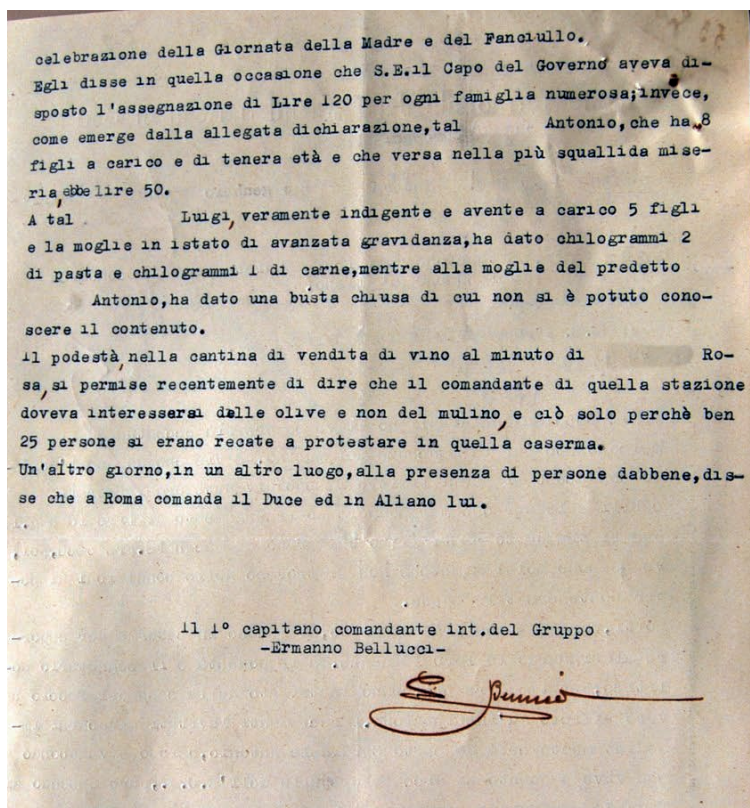 celebrazione della Giornata della Madre e del Fanciullo.
Egli disse in quella occasione che S.E.il Capo del Governo aveva di-
sposto l'assegnazione di Lire 120 per ogni famiglia numerosa;invece,
come emerge dalla allegata dichiarazione,tal Antonio,che ha 8
figli a carico e di tenera età e che versa nella più squallida mise-
ria,ebbe lire 50.
A tal Luigi,veramente indigente e avente a carico 5 figli
e la moglie in istato di avanzata gravidanza,ha dato chilogrammi 2
di pasta e chilogrammi 1 di carne,mentre alla moglie del predetto
Antonio,ha dato una busta chiusa di cui non si è potuto cono-
scere il contenuto.
Il podestà,nella cantina di vendita di vino al minuto di Ro-
sa,si permise recentemente di dire che il comandante di quella stazione
doveva interessarsi delle olive e non del mulino,e ciò solo perchè ben
25 persone si erano recate a protestare in quella caserma.
Un'altro giorno,in un altro luogo,alla presenza di persone dabbene,dis-
se che a Roma comanda il Duce ed in Aliano lui.
Il 1° capitano comandante int.del Gruppo
-Ermanno Bellucci-